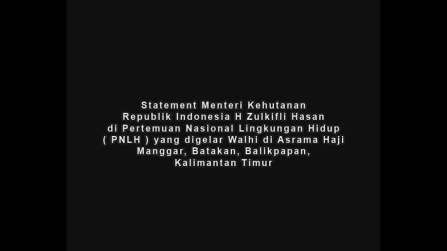 Statement Menteri Kehutanan
Republik Indonesia H Zulkifli Hasan
di Pertemuan Nasional Lingkungan Hidup
( PNLH ) yang digelar Walhi di Asrama Haji
Manggar, Batakan, Balikpapan,
Kalimantan Timur